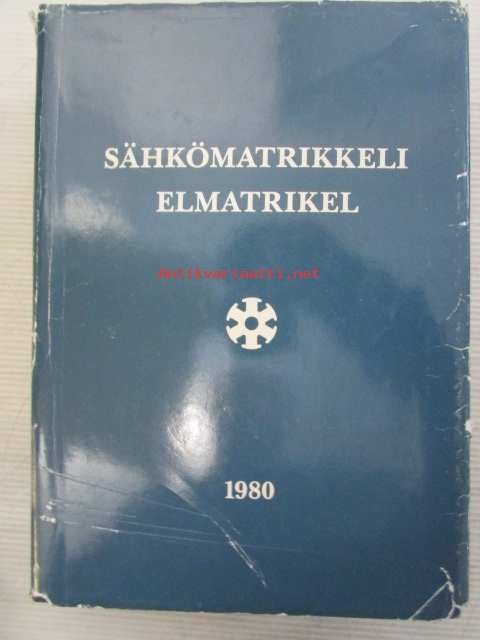 SÄHKÖMATRIKKELI
ELMATRIKEL
Antikvariaatti.net
1980